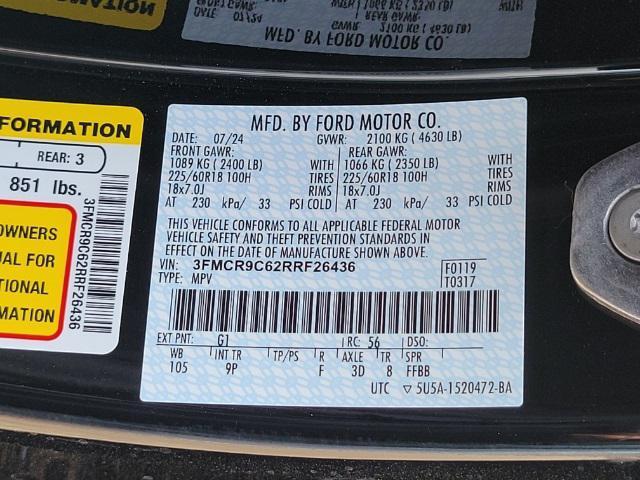 FORMATION
REAR: 3
851 lbs.
OWNERS
UAL FOR
TIONAL
MATION
3FMCR9C62RRF26436
MFD. BY FORD MOTOR CO.
DATE: 07/24 GVWR: 2100 KG ( 4630 LB)
FRONT GAWR: REAR GAWR:
1089 KG ( 2400 LB) WITH 1066 KG ( 2350 LB) WITH
225/60R18 100H TIRES 225/60R18 100H TIRES
18x7.0J RIMS 18x7.0J RIMS
AT 230 kPa/ 33 PSI COLD AT 230 kPa/ 33 PSI COLD
THIS VEHICLE CONFORMS TO ALL APPLICABLE FEDERAL MOTOR
VEHICLE SAFETY AND THEFT PREVENTION STANDARDS IN
EFFECT ON THE DATE OF MANUFACTURE SHOWN ABOVE.
VIN: 3FMCR9C62RRF26436 F0119
TYPE: MPV T0317
EXT PNT: G1 RC: 56 DSO:
WB INT TR TP/PS R AXLE TR SPR
105 9P F 3D 8 FFBB
UTC ▽ 5U5A-1520472-BA